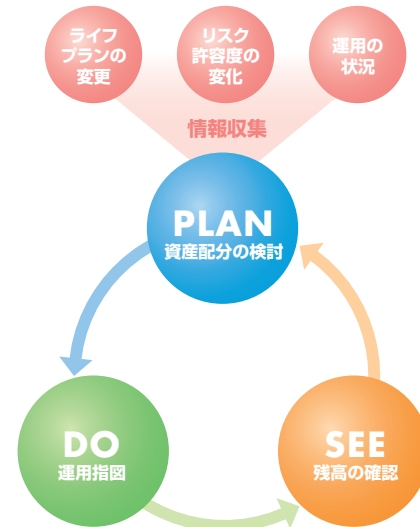 ライフ
プランの
変更
リスク
許容度の
変化
運用の
状況
情報収集
PLAN
資産配分の検討
DO
運用指図
SEE
残高の確認